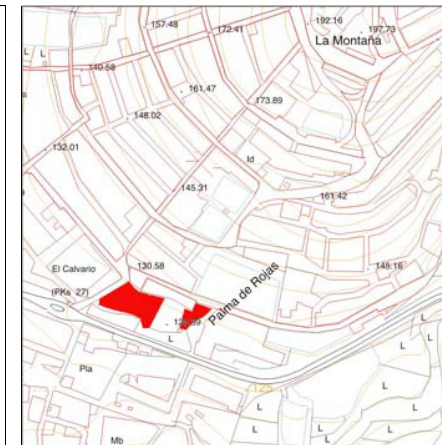 192.16
157.48
172.41
197.73
La Montaña
L
L
140.58
161.47
173.89
148.02
132.01
Id
145.31
161.42
130.58
El Calvario
145.16
(PKs 27)
Palma de Rojas
L
L
Pla
L
L
L
L
Mb